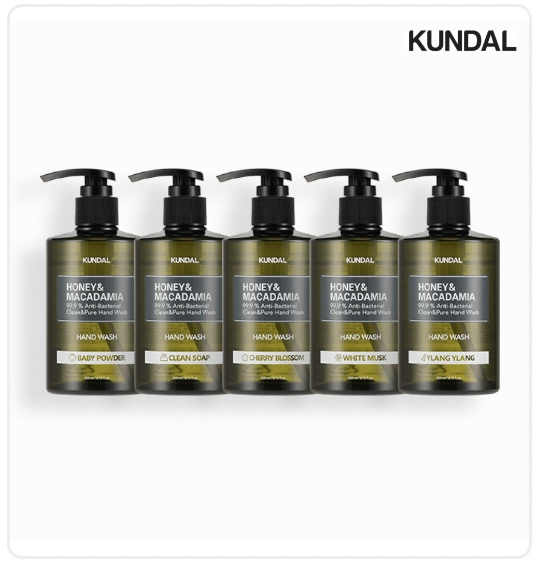 KUNDAL
KUNDAL
HONEY&
MACADAMIA
99.9 % Anti-Bacterial
Clean&Pure Hand Wash
HAND WASH
BABY POWDER
KUNDAL
HONEY&
MACADAMIA
99.9 % Anti-Bacterial
Clean&Pure Hand Wash
HAND WASH
CLEAN SOAP
KUNDAL
HONEY&
MACADAMIA
99.9 % Anti-Bacterial
Clean&Pure Hand Wash
HAND WASH
CHERRY BLOSSOM
KUNDAL
HONEY&
MACADAMIA
99.9 % Anti-Bacterial
Clean&Pure Hand Wash
HAND WASH
WHITE MUSK
KUNDAL
HONEY&
MACADAMIA
99.9 % Anti-Bacterial
Clean&Pure Hand Wash
HAND WASH
YLANG YLANG